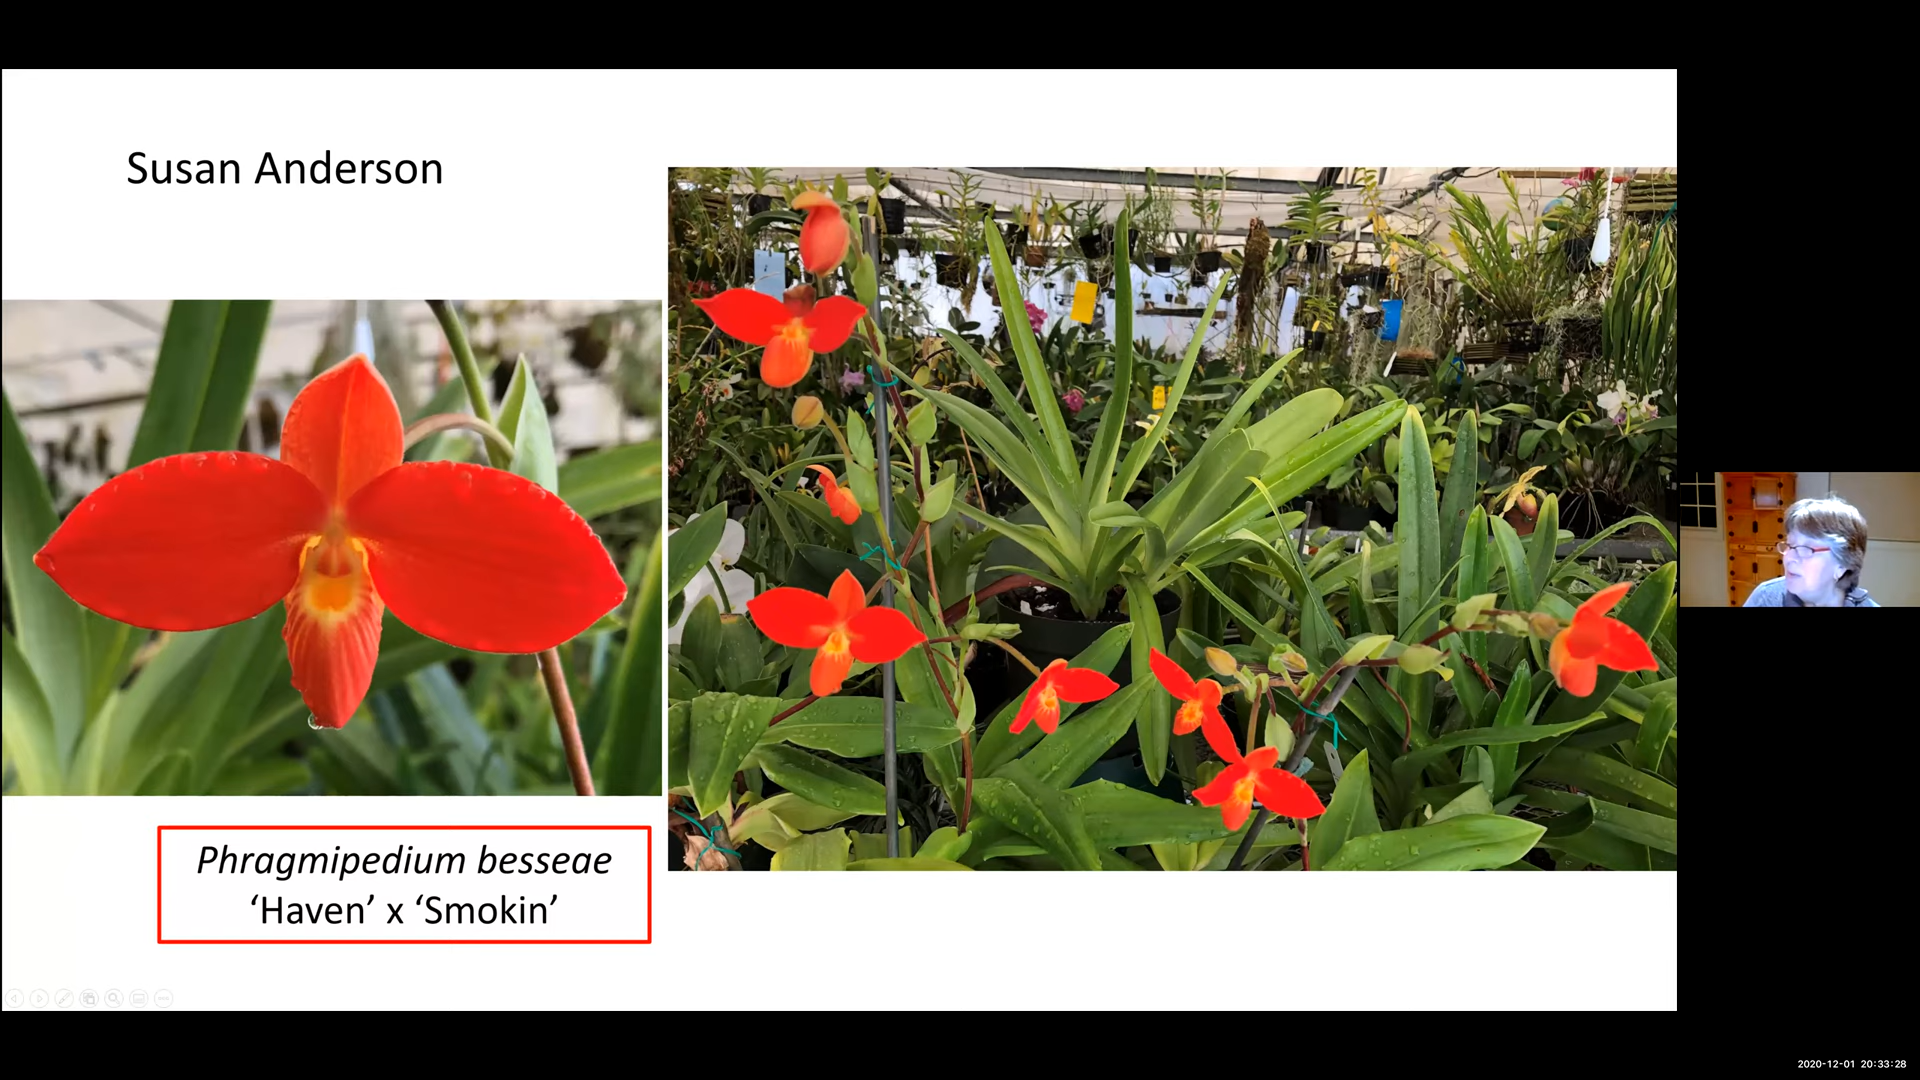 Susan Anderson
Phragmipedium besseae
‘Haven’ x ‘Smokin’
2020-12-01 20:33:28